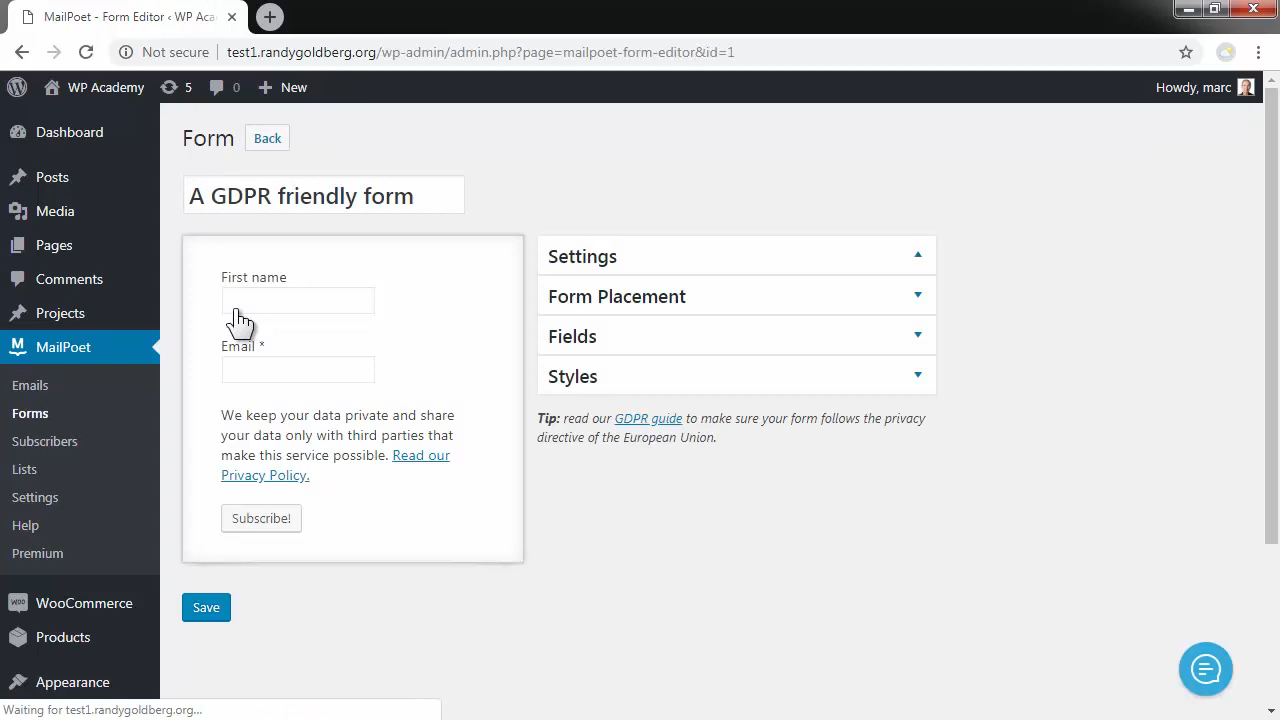 MailPoet - Form Editor ‹ WP Aca
Not secure test1.randygoldberg.org/wp-admin/admin.php?page=mailpoet-form-editor&id=1
WP Academy 5 0 New Howdy, marc
Dashboard
Posts
Media
Pages
Comments
Projects
M MailPoet
Emails
Forms
Subscribers
Lists
Settings
Help
Premium
WOO WooCommerce
Products
Appearance
Form Back
A GDPR friendly form
First name
Email *
We keep your data private and share
your data only with third parties that
make this service possible. Read our
Privacy Policy.
Subscribe!
Save
Settings
Form Placement
Fields
Styles
Tip: read our GDPR guide to make sure your form follows the privacy
directive of the European Union.
Waiting for test1.randygoldberg.org...